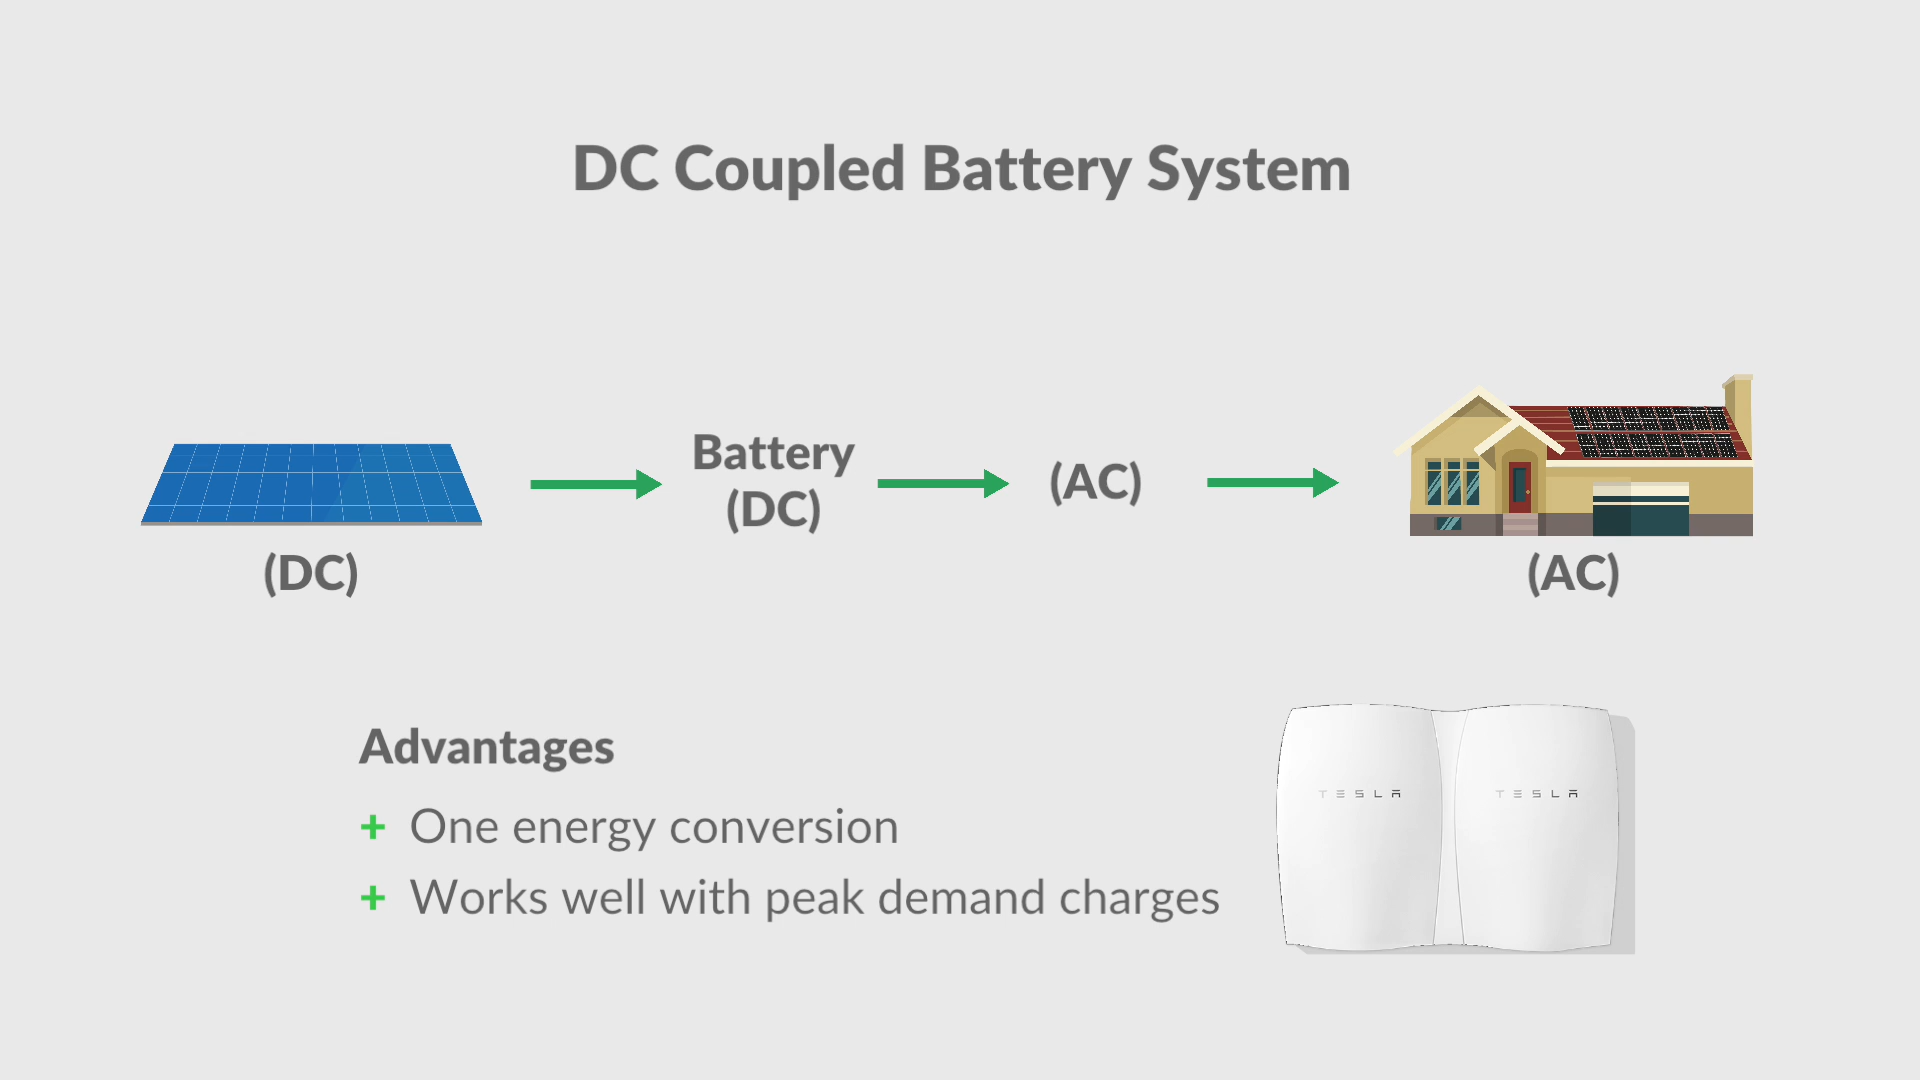 DC Coupled Battery System
Battery
(DC)
(AC)
(DC)
(AC)
Advantages
+ One energy conversion
+ Works well with peak demand charges
TESLA
TESLA